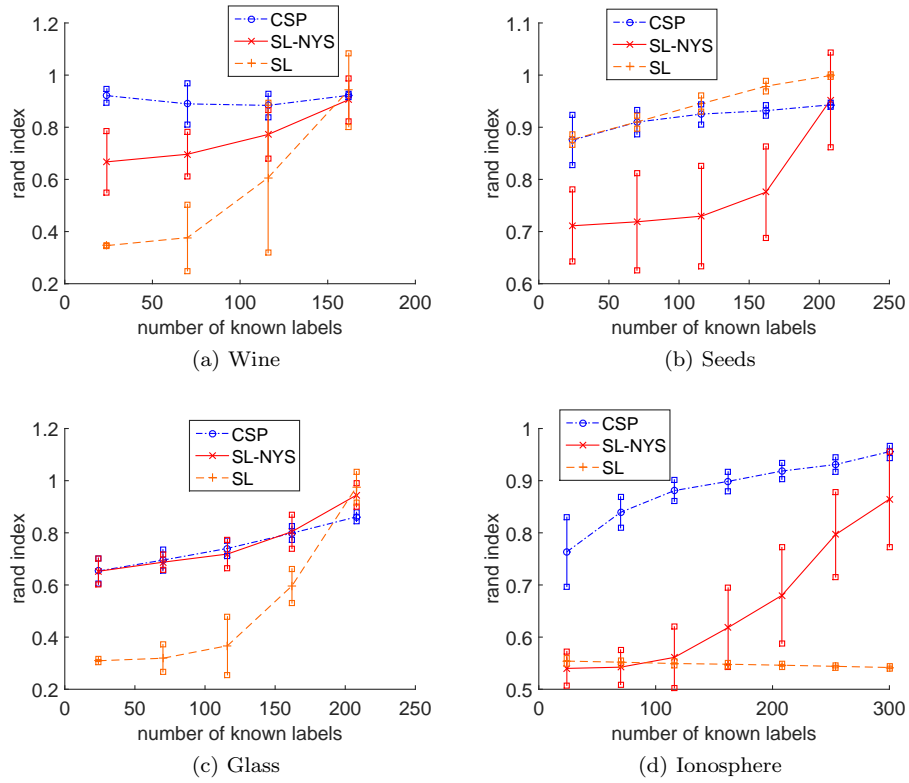 1.2
1
0.8
0.6
0.4
0.2
rand index
0 50 100 150 200
number of known labels
CSP
SL-NYS
SL
(a) Wine
1.2
1.1
1
0.9
0.8
0.7
0.6
rand index
0 50 100 150 200 250
number of known labels
CSP
SL-NYS
SL
(b) Seeds
1.2
1
0.8
0.6
0.4
0.2
rand index
0 50 100 150 200 250
number of known labels
CSP
SL-NYS
SL
(c) Glass
1
0.9
0.8
0.7
0.6
0.5
rand index
0 100 200 300
number of known labels
CSP
SL-NYS
SL
(d) Ionosphere